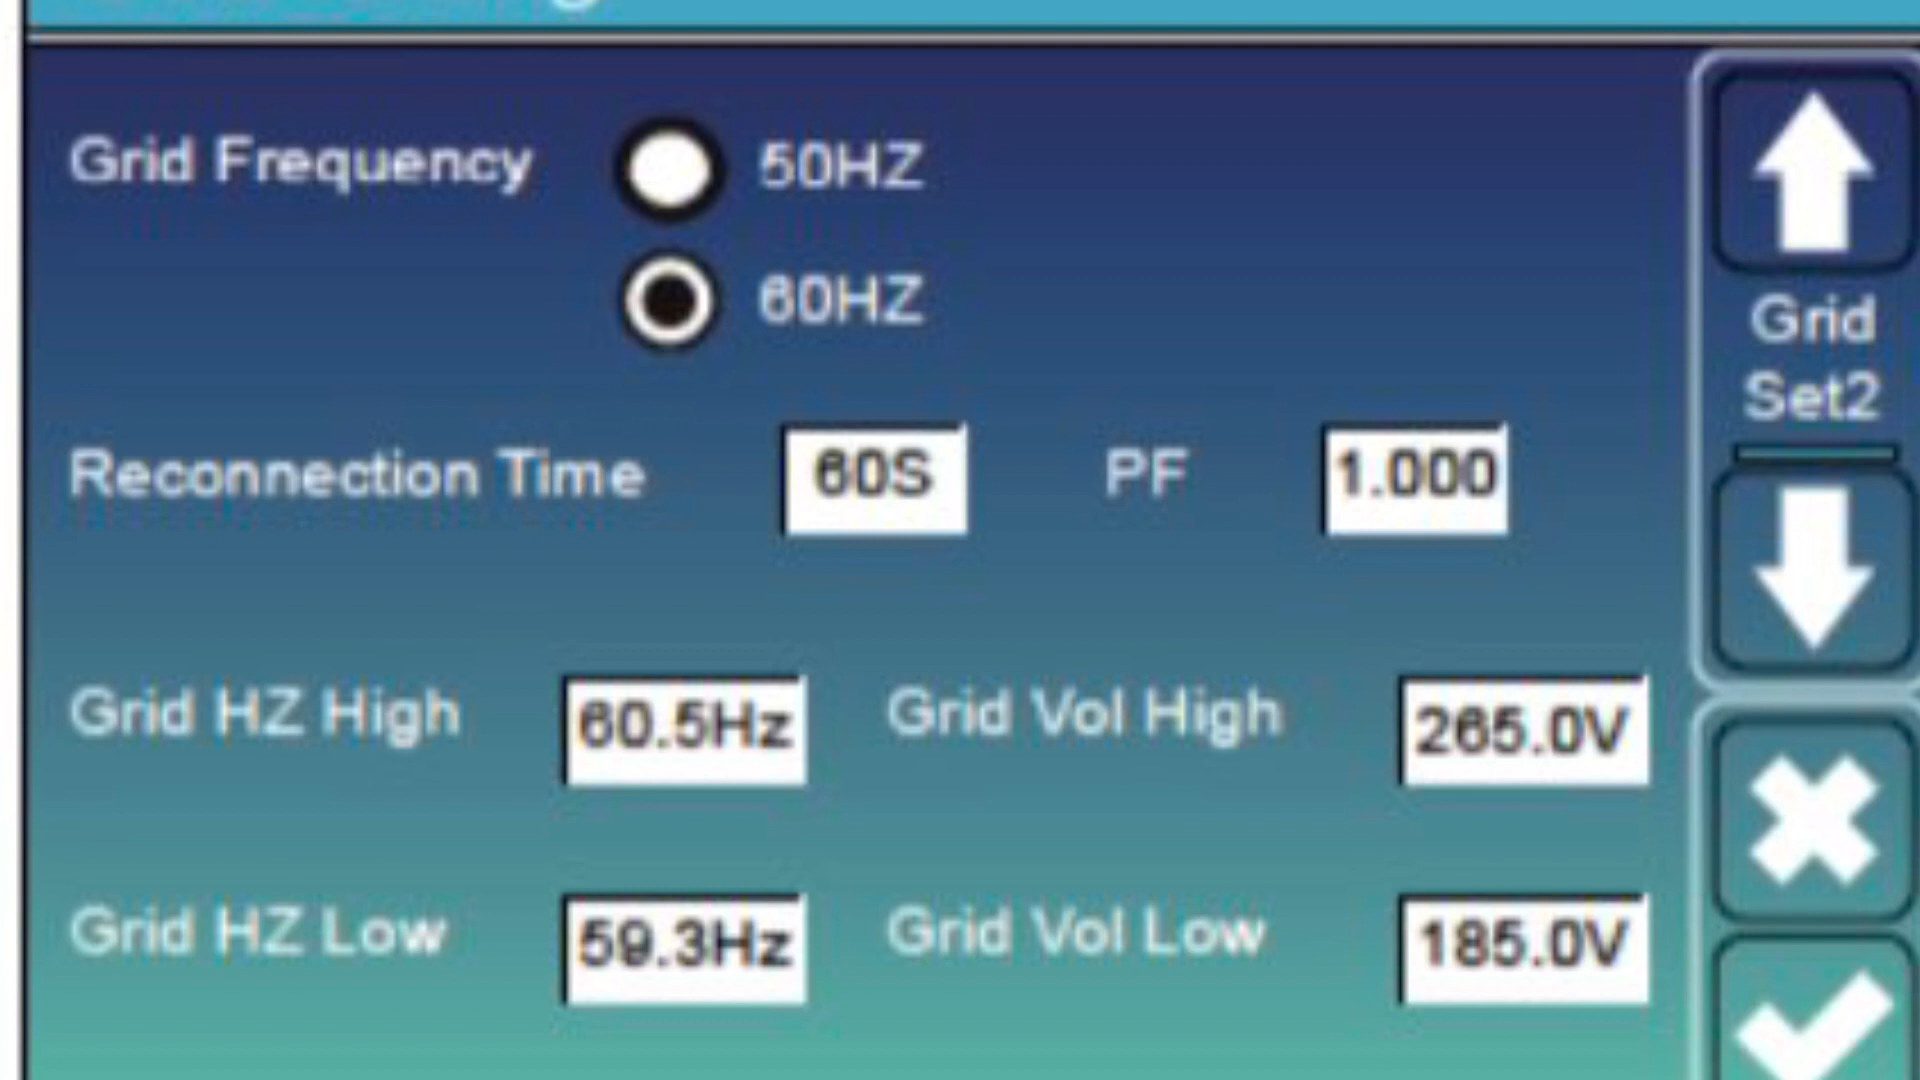 Grid Frequency 50HZ
60HZ
Grid
Set2
Reconnection Time 60S PF 1.000
Grid HZ High 60.5Hz Grid Vol High 265.0V
Grid HZ Low 59.3Hz Grid Vol Low 185.0V